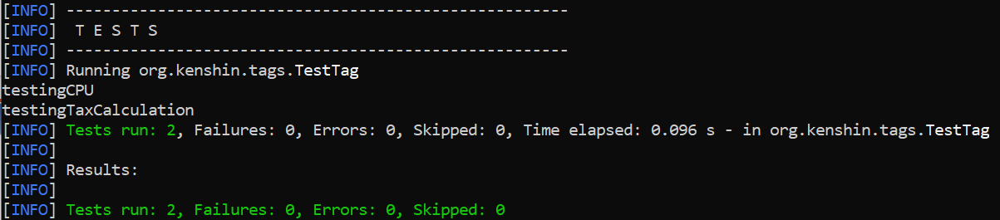 [INFO] -------------------------------------------------------
[INFO]  T E S T S
[INFO] -------------------------------------------------------
[INFO] Running org.kenshin.tags.TestTag
testingCPU
testingTaxCalculation
[INFO] Tests run: 2, Failures: 0, Errors: 0, Skipped: 0, Time elapsed: 0.096 s - in org.kenshin.tags.TestTag
[INFO]
[INFO] Results:
[INFO]
[INFO] Tests run: 2, Failures: 0, Errors: 0, Skipped: 0